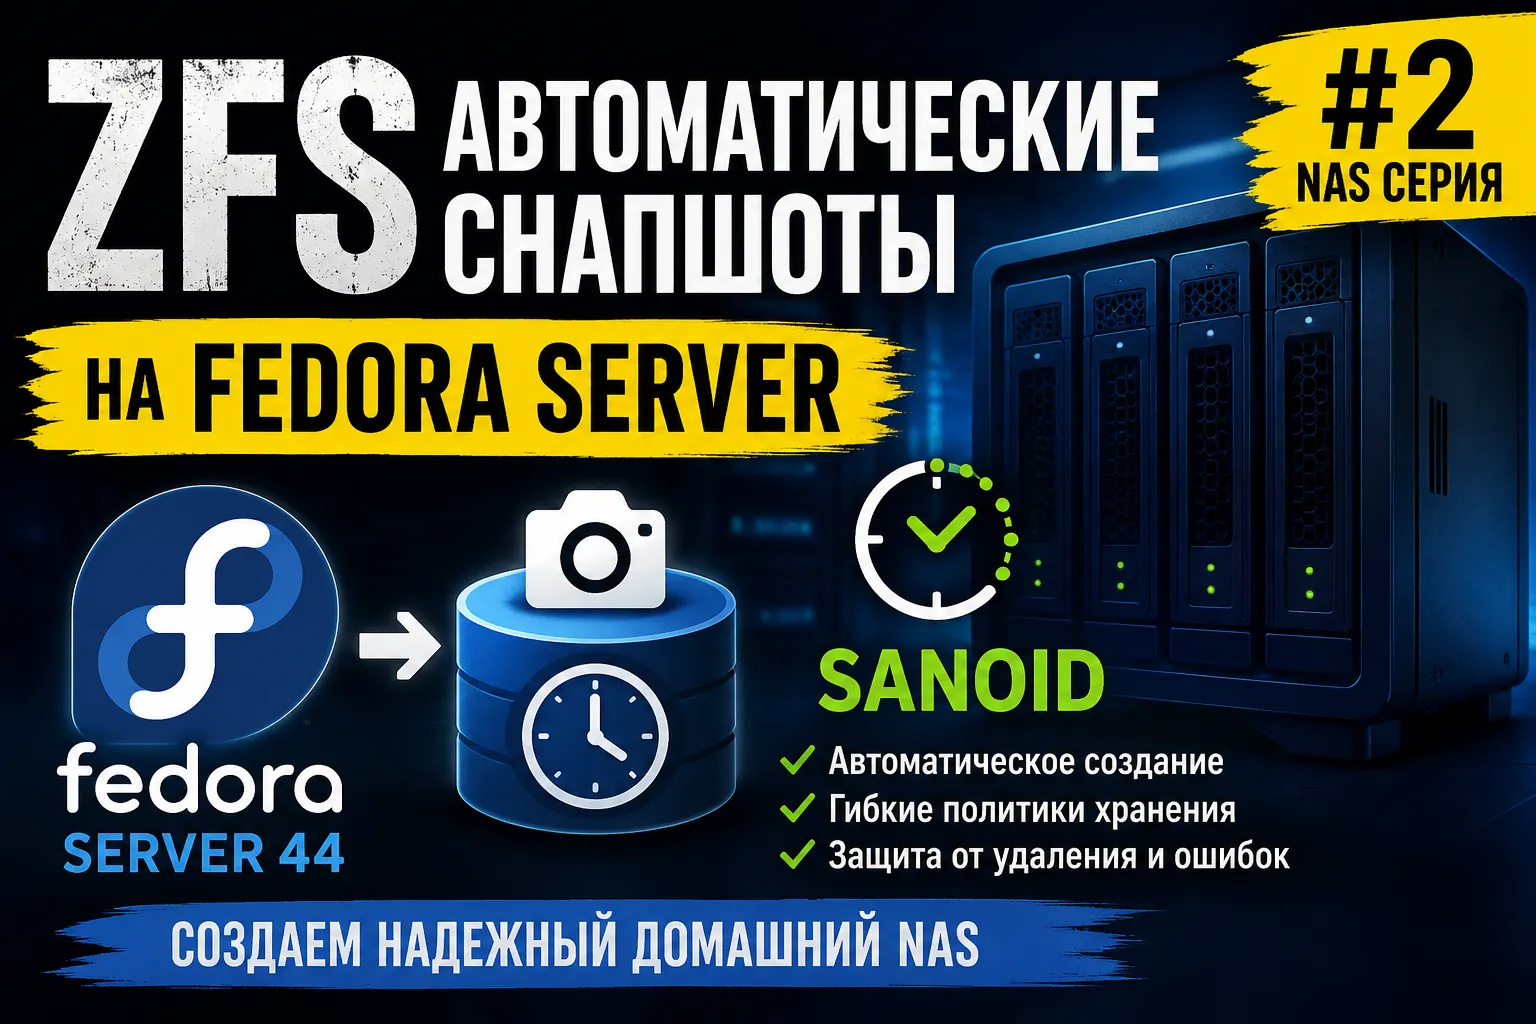 ZFS АВТОМАТИЧЕСКИЕ
СНАПШОТЫ
#2
NAS СЕРИЯ
НА FEDORA SERVER
fedora
SERVER 44
SANOID
Автоматическое создание
Гибкие политики хранения
Защита от удаления и ошибок
СОЗДАЕМ НАДЕЖНЫЙ ДОМАШНИЙ NAS